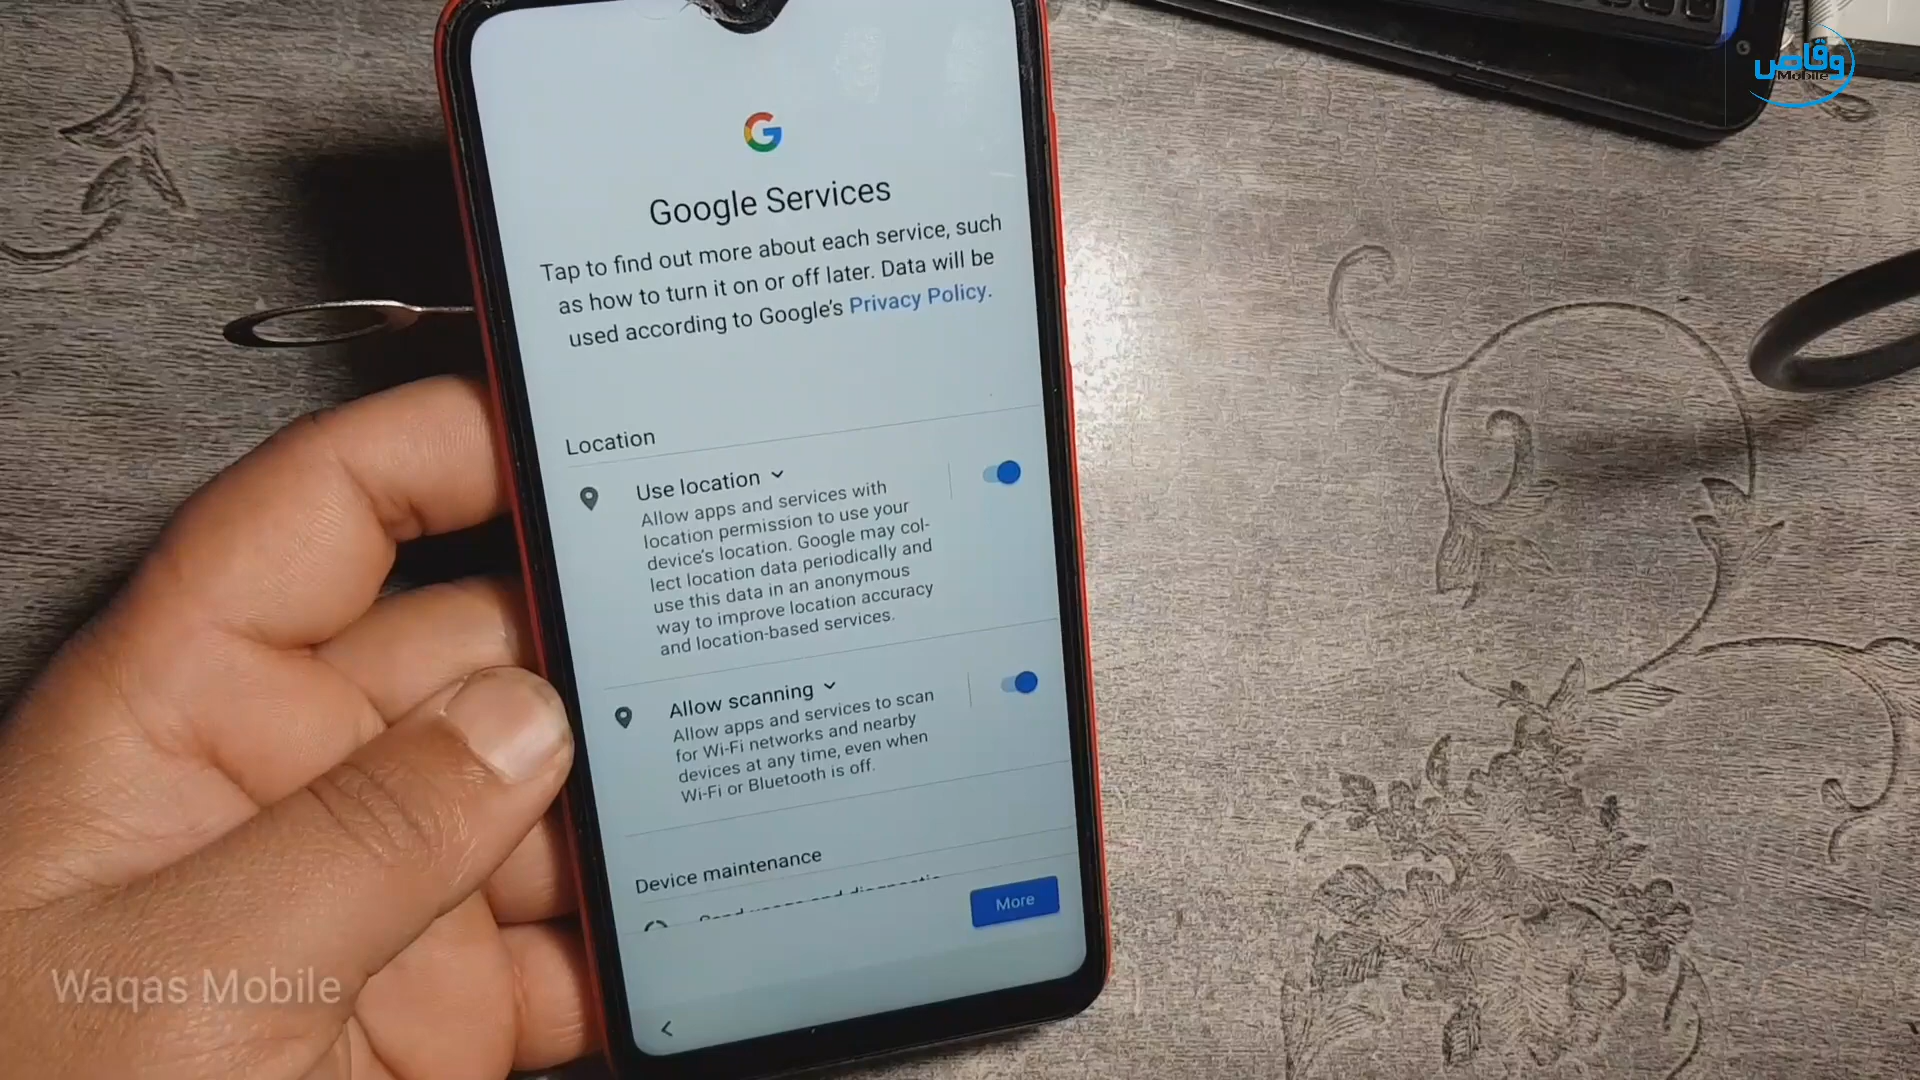 وقاص
Mobile
Google Services
Tap to find out more about each service, such
as how to turn it on or off later. Data will be
used according to Google's Privacy Policy.
Location
Use location
Allow apps and services with
location permission to use your
device's location. Google may col-
lect location data periodically and
use this data in an anonymous
way to improve location accuracy
and location-based services.
Allow scanning
Allow apps and services to scan
for Wi-Fi networks and nearby
devices at any time, even when
Wi-Fi or Bluetooth is off.
Device maintenance
More
Waqas Mobile